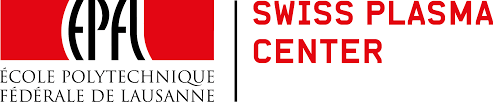 EPFL
ÉCOLE POLYTECHNIQUE
FÉDÉRALE DE LAUSANNE
SWISS PLASMA
CENTER